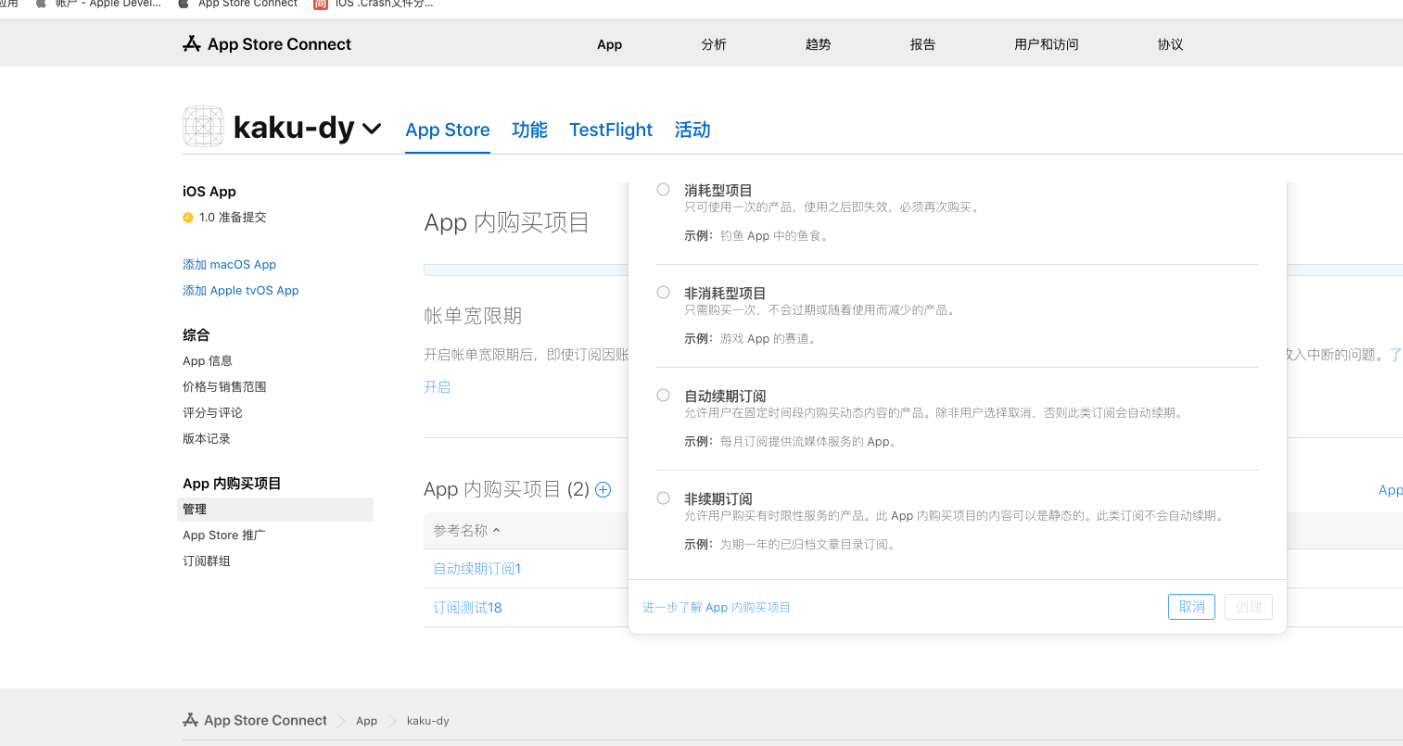 帐户 - Apple Devel...
App Store Connect
简
iOS .Crash文件分...
App Store Connect
App
分析
趋势
报告
用户和访问
协议
kaku-dy
App Store
功能
TestFlight
活动
iOS App
1.0 准备提交
添加 macOS App
添加 Apple tvOS App
综合
App 信息
价格与销售范围
评分与评论
版本记录
App 内购买项目
管理
App Store 推广
订阅群组
App 内购买项目
帐单宽限期
开启帐单宽限期后，即使订阅因账
收入中断的问题。了
开启
App 内购买项目 (2)
App
参考名称
自动续期订阅1
订阅测试18
消耗型项目
只可使用一次的产品，使用之后即失效，必须再次购买。
示例：钓鱼 App 中的鱼食。
非消耗型项目
只需购买一次，不会过期或随着使用而减少的产品。
示例：游戏 App 的赛道。
自动续期订阅
允许用户在固定时间段内购买动态内容的产品。除非用户选择取消，否则此类订阅会自动续期。
示例：每月订阅提供流媒体服务的 App。
非续期订阅
允许用户购买有时限性服务的产品。此 App 内购买项目的内容可以是静态的。此类订阅不会自动续期。
示例：为期一年的已归档文章目录订阅。
进一步了解 App 内购买项目
取消
创建
App Store Connect
App
kaku-dy